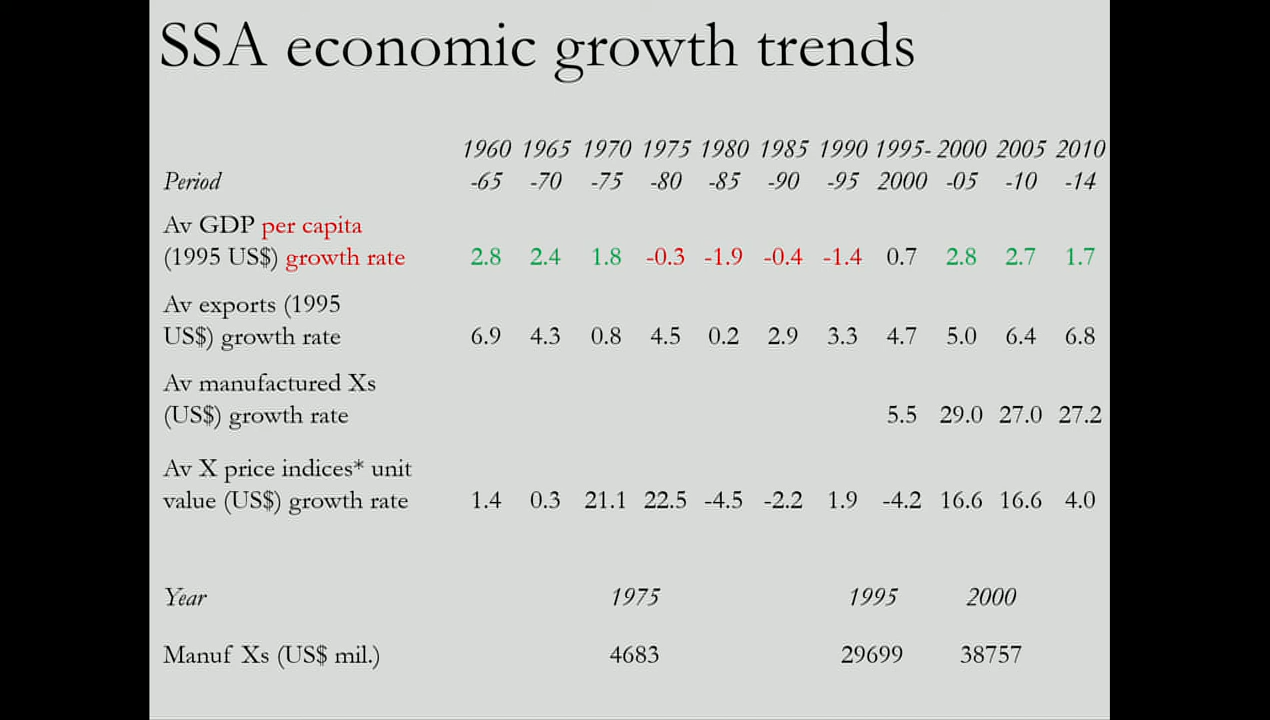 SSA economic growth trends
1960 1965 1970 1975 1980 1985 1990 1995- 2000 2005 2010
Period -65 -70 -75 -80 -85 -90 -95 2000 -05 -10 -14
Av GDP per capita
(1995 US$) growth rate 2.8 2.4 1.8 -0.3 -1.9 -0.4 -1.4 0.7 2.8 2.7 1.7
Av exports (1995
US$) growth rate 6.9 4.3 0.8 4.5 0.2 2.9 3.3 4.7 5.0 6.4 6.8
Av manufactured Xs
(US$) growth rate 5.5 29.0 27.0 27.2
Av X price indices* unit
value (US$) growth rate 1.4 0.3 21.1 22.5 -4.5 -2.2 1.9 -4.2 16.6 16.6 4.0
Year 1975 1995 2000
Manuf Xs (US$ mil.) 4683 29699 38757